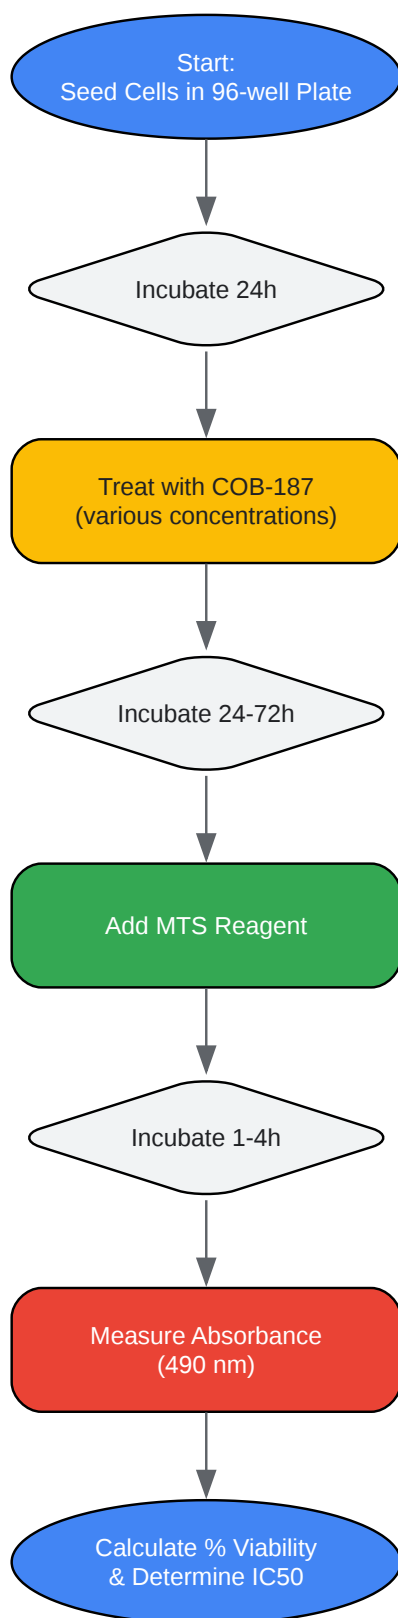 Start:
Seed Cells in 96-well Plate
Incubate 24h
Treat with COB-187
(various concentrations)
Incubate 24-72h
Add MTS Reagent
Incubate 1-4h
Measure Absorbance
(490 nm)
Calculate % Viability
& Determine IC50